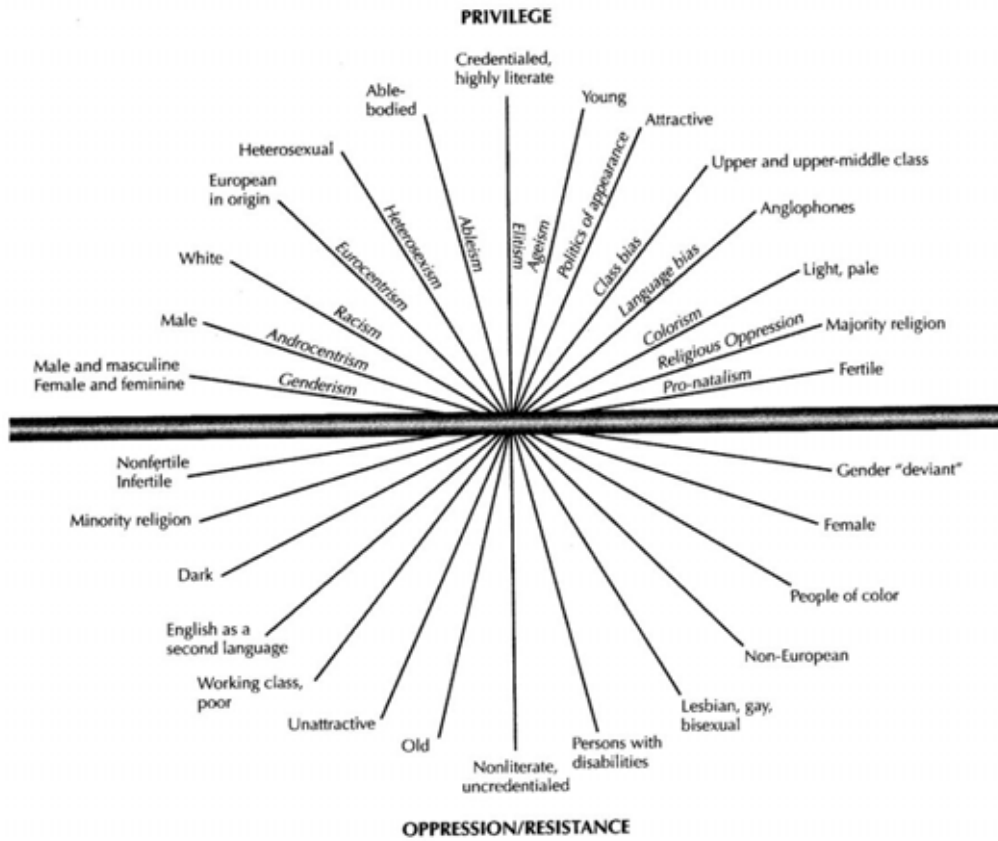 PRIVILEGE
Credentialed,
highly literate
Able-
bodied
Young
Attractive
Heterosexual
Upper and upper-middle class
European
in origin
Anglophones
White
Light, pale
Male
Majority religion
Male and masculine
Female and feminine
Fertile
Genderism
Androcentrism
Racism
Eurocentrism
Heterosexism
Ableism
Elitism
Ageism
Politics of appearance
Class bias
Language bias
Colorism
Religious Oppression
Pro-natalism
Nonfertile
Infertile
Gender “deviant”
Minority religion
Female
Dark
People of color
English as a
second language
Non-European
Working class,
poor
Lesbian, gay,
bisexual
Unattractive
Old
Persons with
disabilities
Nonliterate,
uncredentialed
OPPRESSION/RESISTANCE